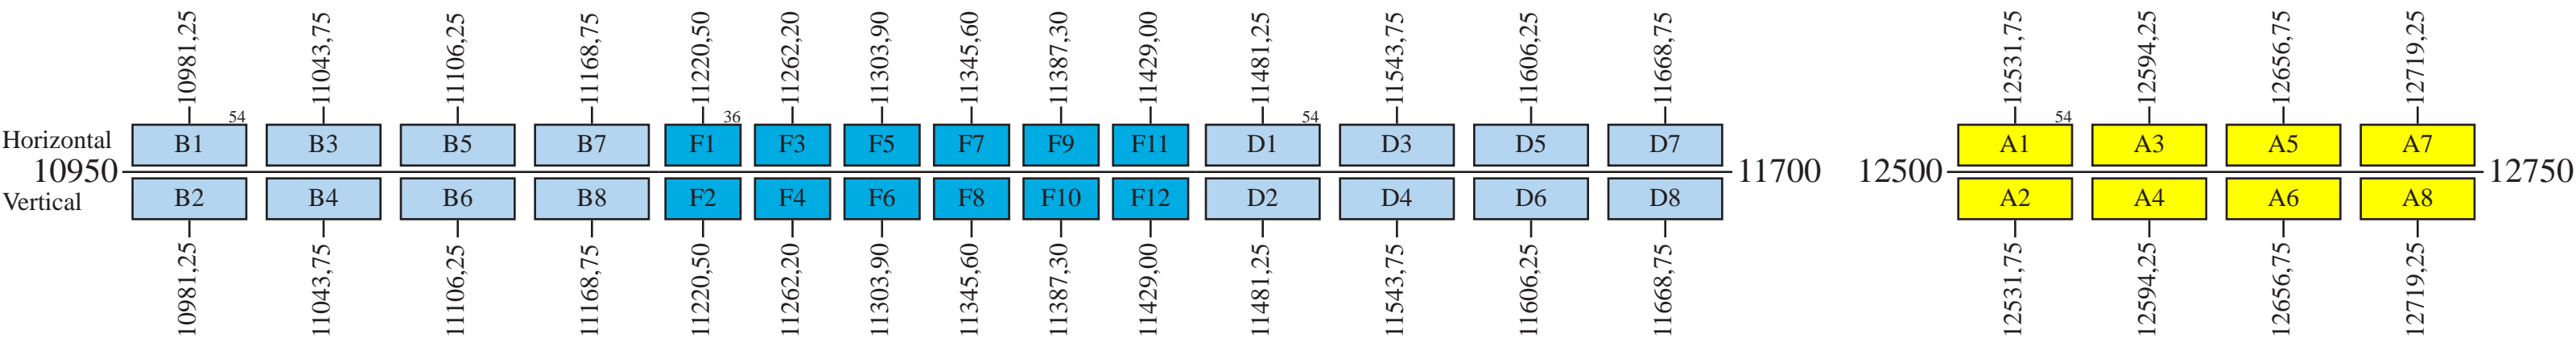 10981,25 11043,75 11106,25 11168,75 11220,50 11262,20 11303,90 11345,60 11387,30 11429,00 11481,25 11543,75 11606,25 11668,75 12531,75 12594,25 12656,75 12719,25
54 36 54 54
Horizontal B1 B3 B5 B7 F1 F3 F5 F7 F9 F11 D1 D3 D5 D7 A1 A3 A5 A7
10950 11700 12500 12750
Vertical B2 B4 B6 B8 F2 F4 F6 F8 F10 F12 D2 D4 D6 D8 A2 A4 A6 A8
10981,25 11043,75 11106,25 11168,75 11220,50 11262,20 11303,90 11345,60 11387,30 11429,00 11481,25 11543,75 11606,25 11668,75 12531,75 12594,25 12656,75 12719,25